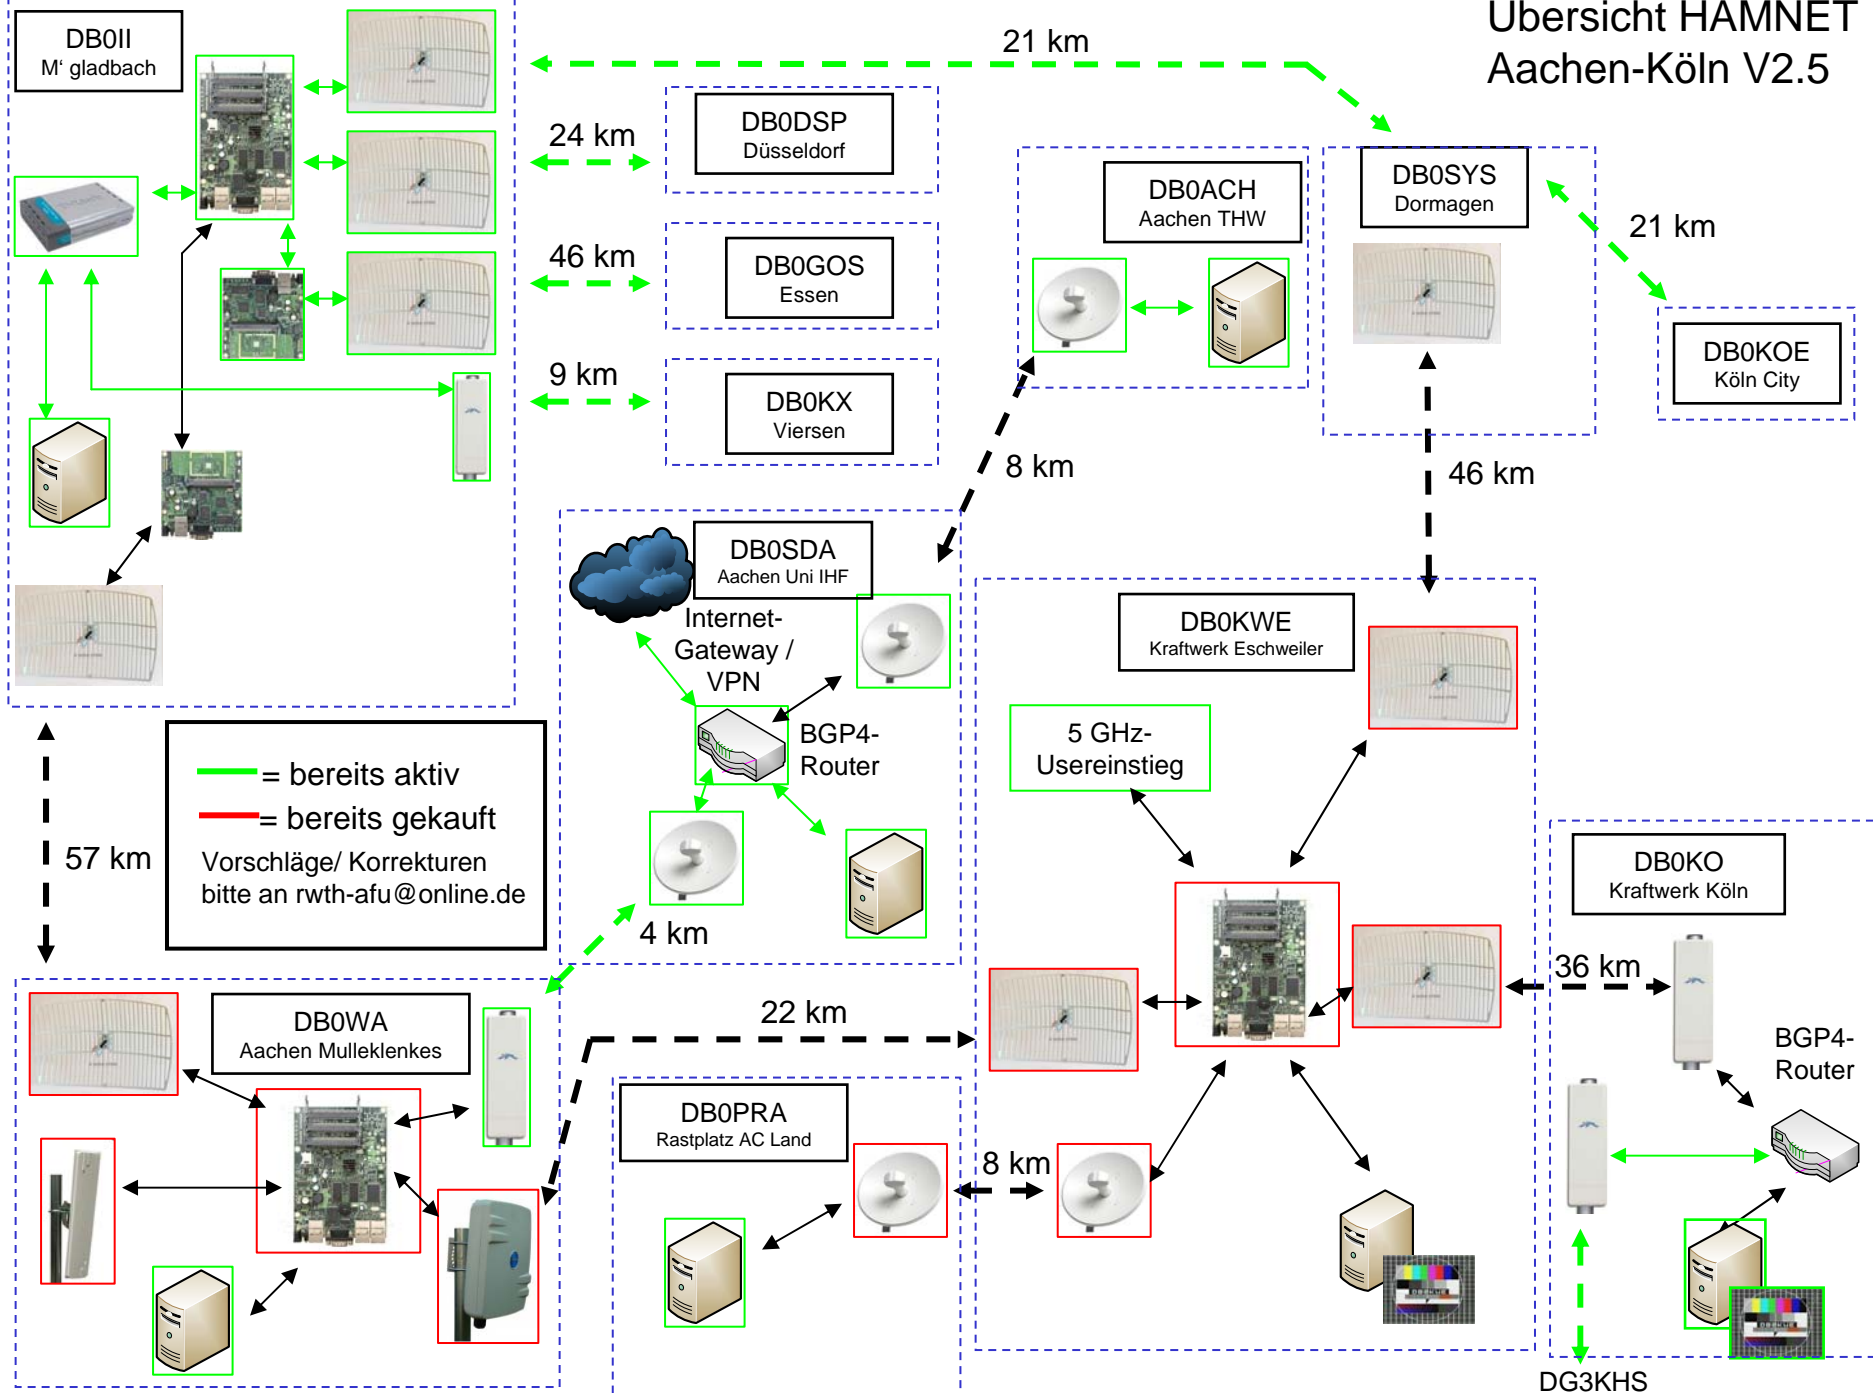 Übersicht HAMNET
Aachen-Köln V2.5
DB0II
M‘ gladbach
21 km
24 km
DB0DSP
Düsseldorf
46 km
DB0GOS
Essen
9 km
DB0KX
Viersen
DB0ACH
Aachen THW
DB0SYS
Dormagen
21 km
DB0KOE
Köln City
8 km
46 km
DB0SDA
Aachen Uni IHF
Internet-
Gateway /
VPN
BGP4-
Router
4 km
DB0KWE
Kraftwerk Eschweiler
5 GHz-
Usereinstieg
57 km
= bereits aktiv
= bereits gekauft
Vorschläge/ Korrekturen
bitte an rwth-afu@online.de
DB0WA
Aachen Mulleklenkes
22 km
DB0PRA
Rastplatz AC Land
8 km
36 km
DB0KO
Kraftwerk Köln
BGP4-
Router
DG3KHS